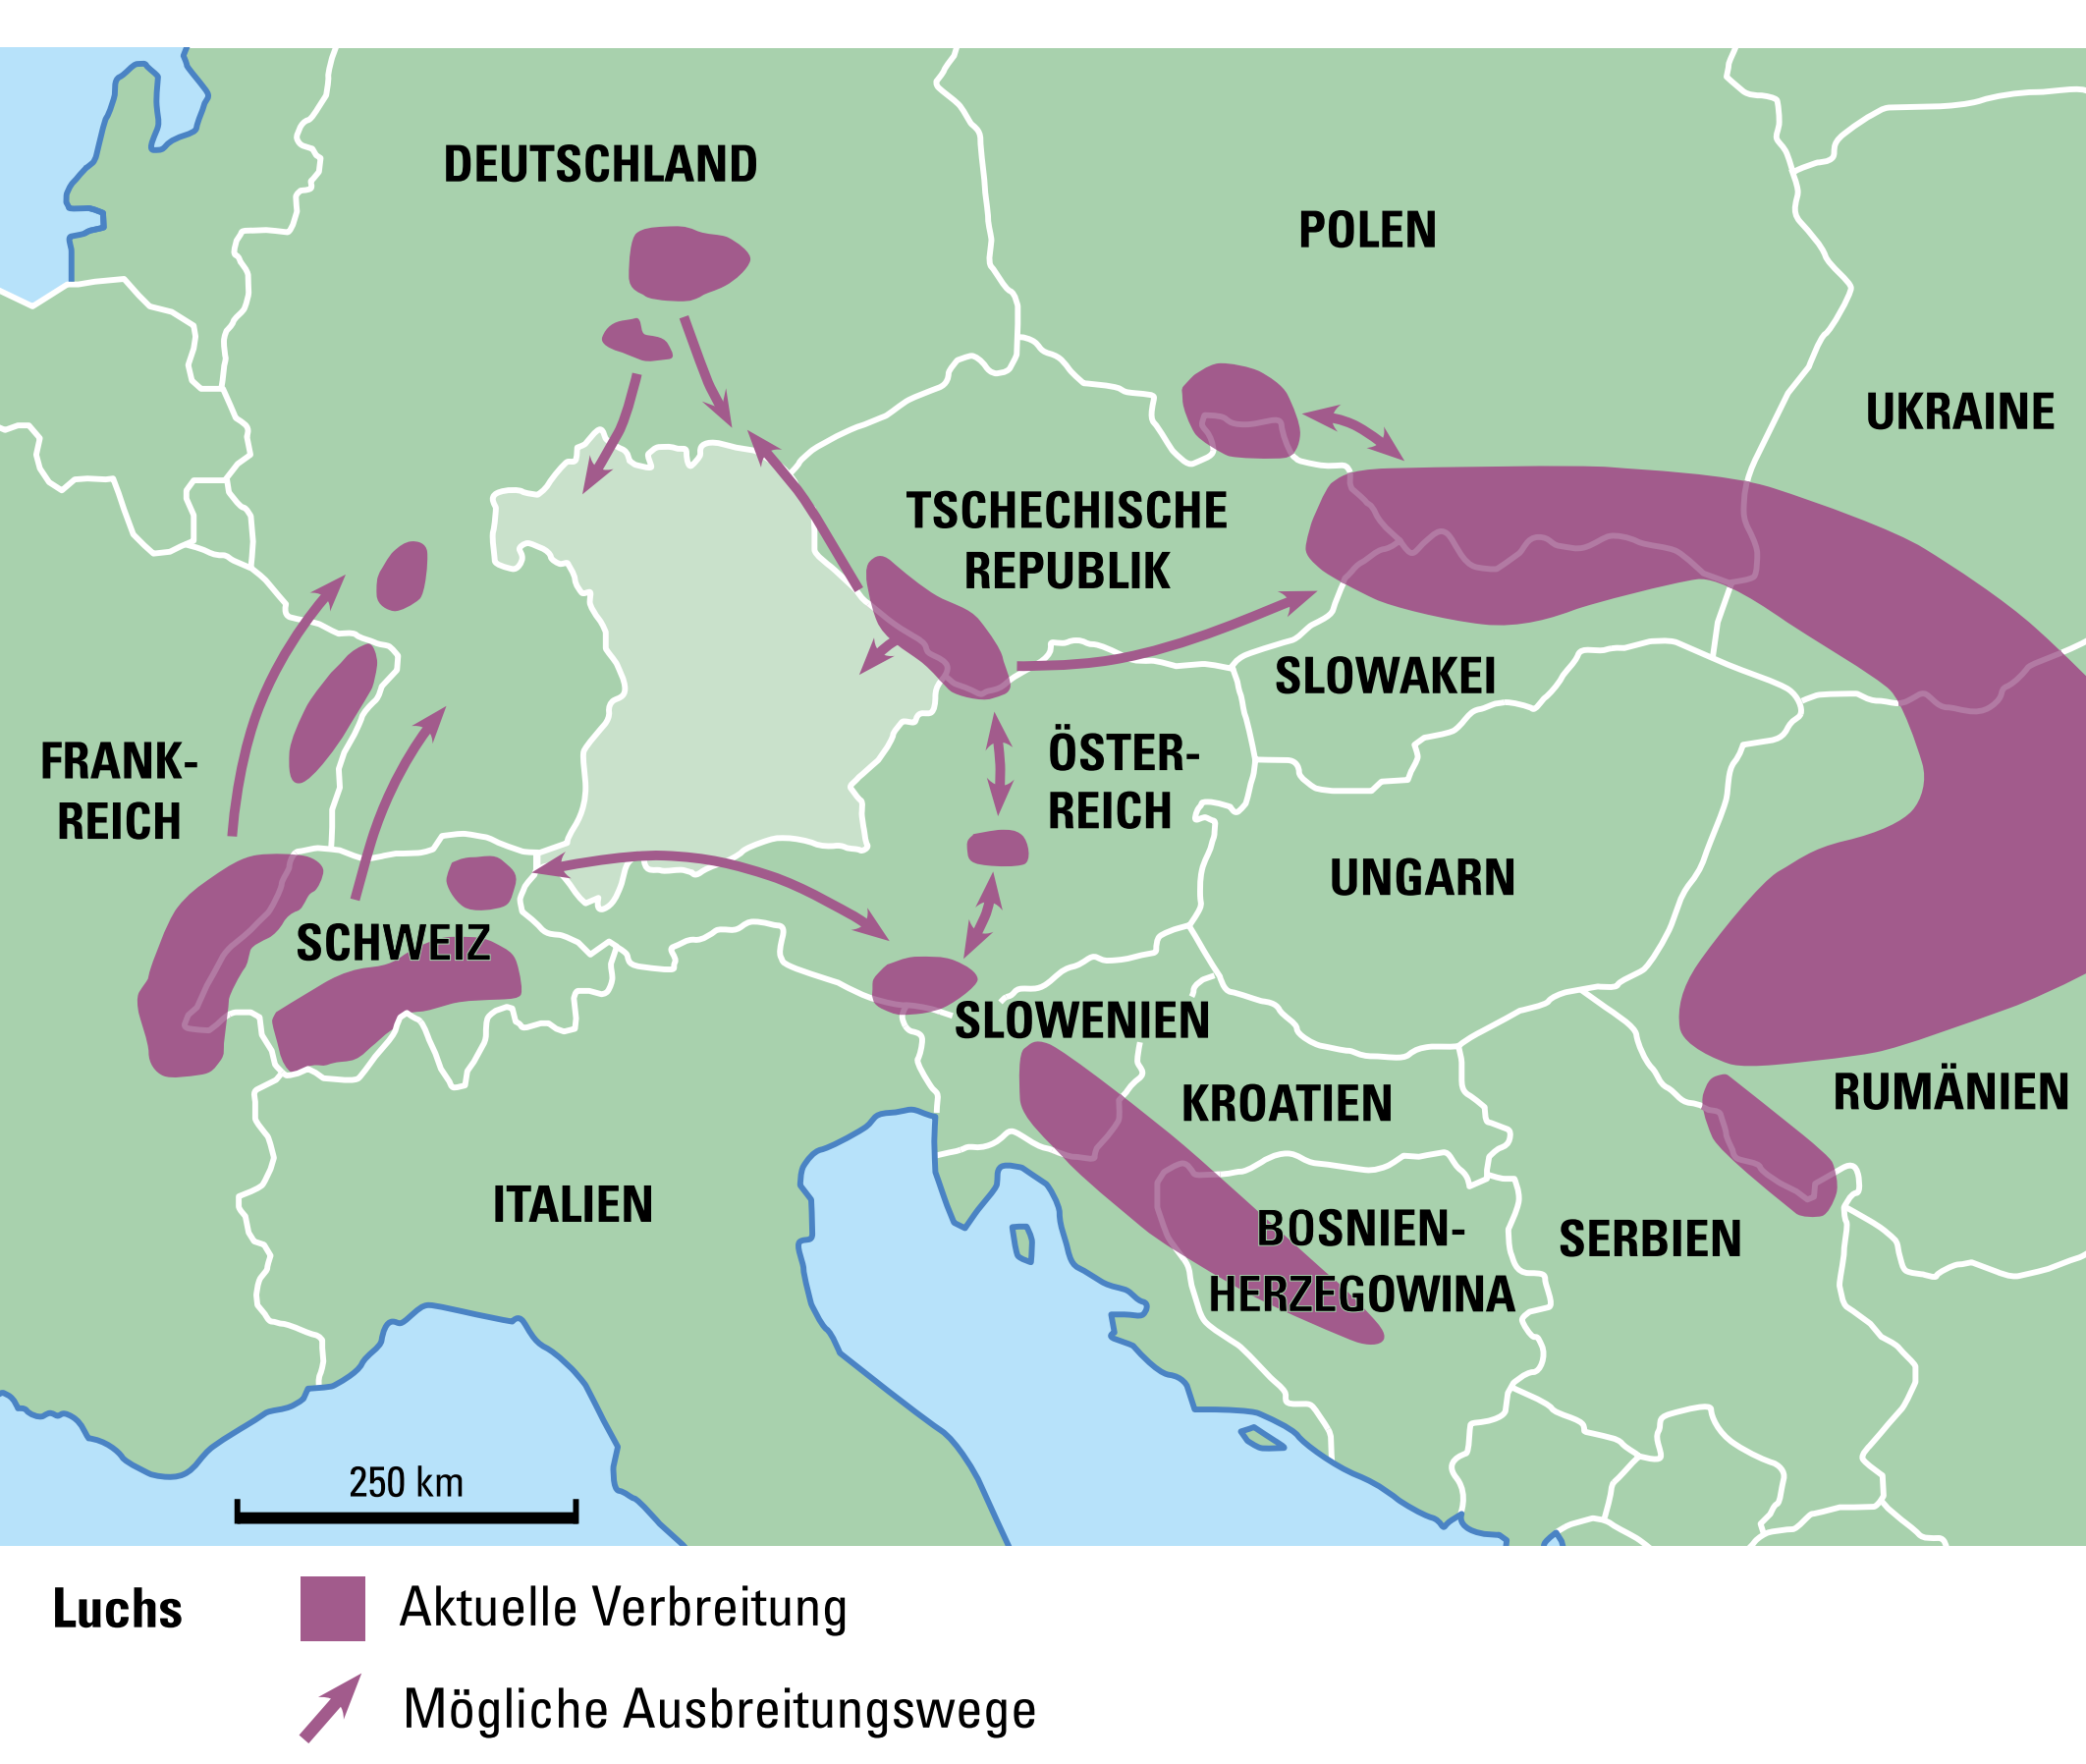 DEUTSCHLAND
POLEN
UKRAINE
TSCHECHISCHE
REPUBLIK
SLOWAKEI
FRANK-
REICH
ÖSTER-
REICH
UNGARN
SCHWEIZ
SLOWENIEN
KROATIEN
RUMÄNIEN
ITALIEN
BOSNIEN-
HERZEGOWINA
SERBIEN
250 km
Luchs
Aktuelle Verbreitung
Mögliche Ausbreitungswege